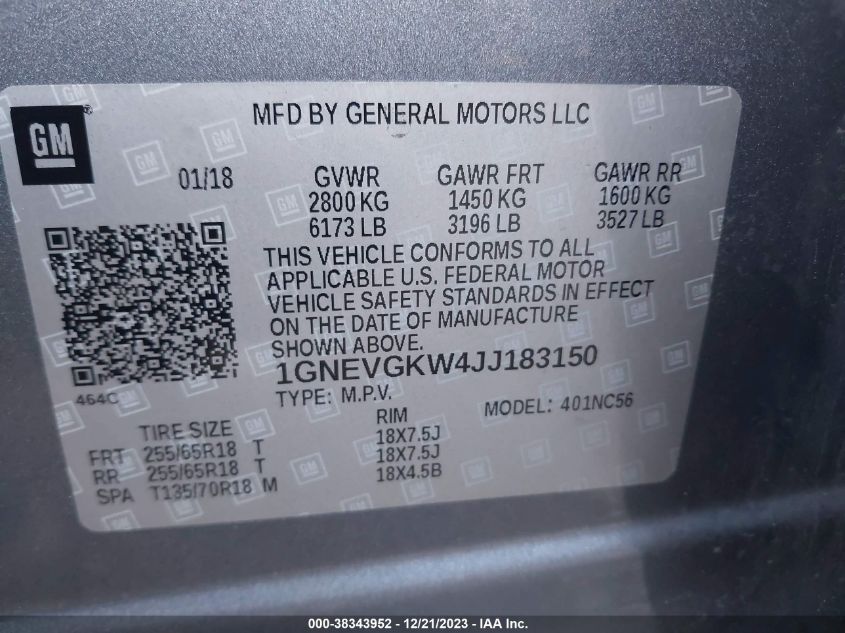 GM
MFD BY GENERAL MOTORS LLC
01/18 GVWR GAWR FRT GAWR RR
2800 KG 1450 KG 1600 KG
6173 LB 3196 LB 3527 LB
THIS VEHICLE CONFORMS TO ALL
APPLICABLE U.S. FEDERAL MOTOR
VEHICLE SAFETY STANDARDS IN EFFECT
ON THE DATE OF MANUFACTURE
SHOWN ABOVE.
1GNEVGKW4JJ183150
464C TYPE: M.P.V. MODEL: 401NC56
TIRE SIZE RIM
FRT 255/65R18 T 18X7.5J
RR 255/65R18 T 18X7.5J
SPA T135/70R18 M 18X4.5B
000-38343952 - 12/21/2023 - IAA Inc.